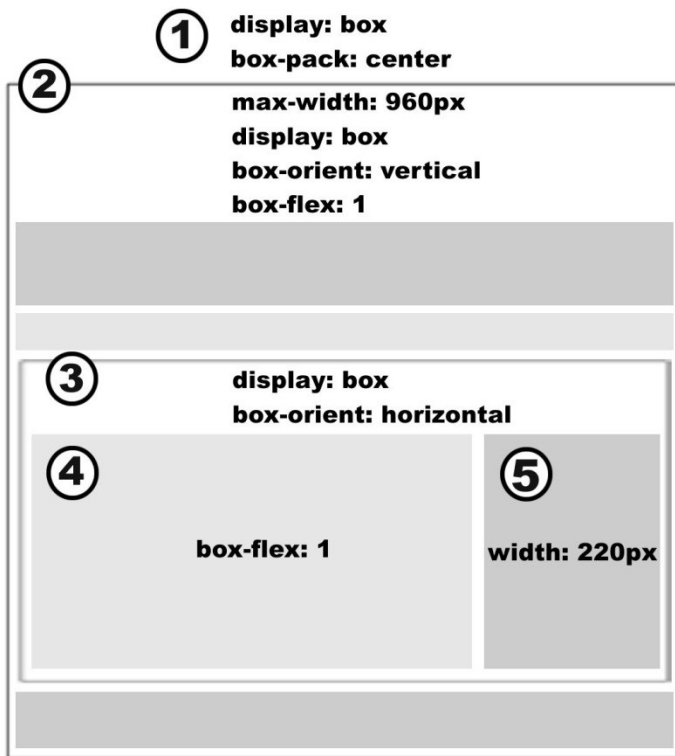 1
display: box
box-pack: center
2
max-width: 960px
display: box
box-orient: vertical
box-flex: 1
3
display: box
box-orient: horizontal
4
box-flex: 1
5
width: 220px